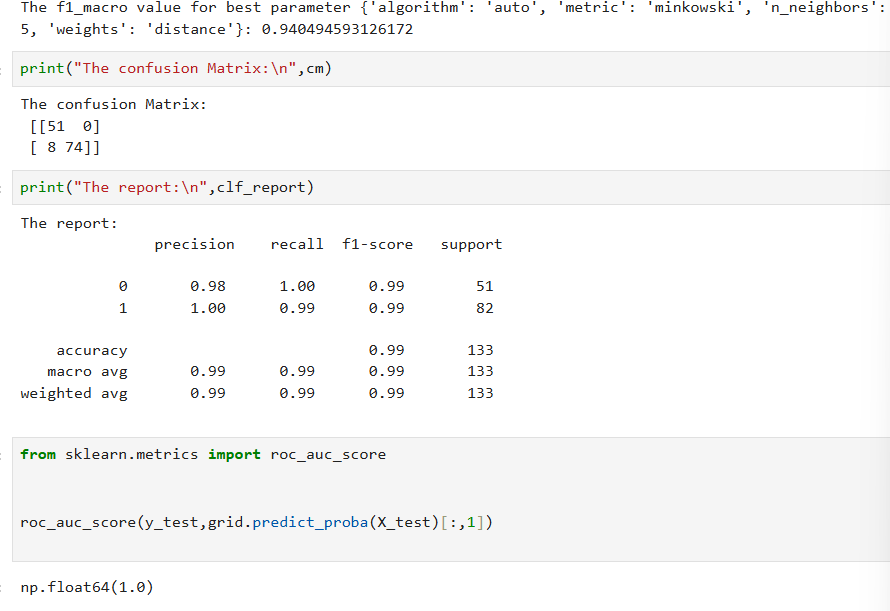 The f1_macro value for best parameter {'algorithm': 'auto', 'metric': 'minkowski', 'n_neighbors':
5, 'weights': 'distance'}: 0.940494593126172
print("The confusion Matrix:\n",cm)
The confusion Matrix:
[[51  0]
[ 8 74]]
print("The report:\n",clf_report)
The report:
precision    recall  f1-score   support
0       0.98      1.00      0.99        51
1       1.00      0.99      0.99        82
accuracy                           0.99       133
macro avg       0.99      0.99      0.99       133
weighted avg       0.99      0.99      0.99       133
from sklearn.metrics import roc_auc_score
roc_auc_score(y_test,grid.predict_proba(X_test)[:,1])
np.float64(1.0)